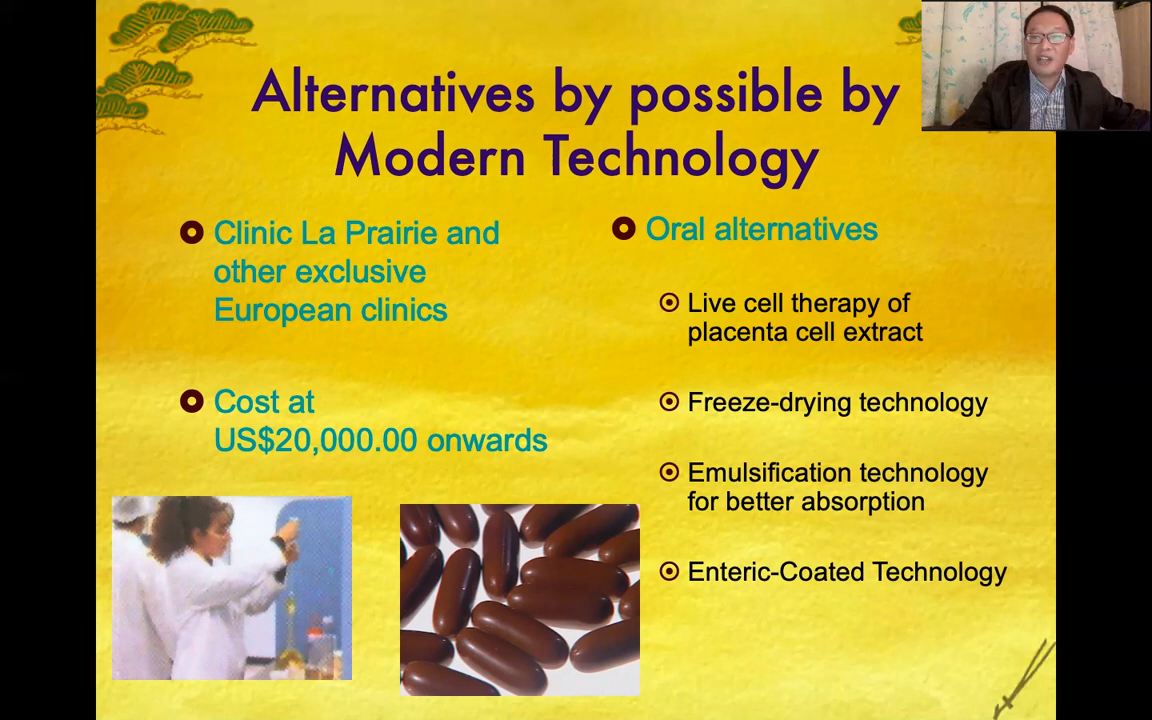 Alternatives by possible by
Modern Technology
Clinic La Prairie and
other exclusive
European clinics
Cost at
US$20,000.00 onwards
Oral alternatives
Live cell therapy of
placenta cell extract
Freeze-drying technology
Emulsification technology
for better absorption
Enteric-Coated Technology